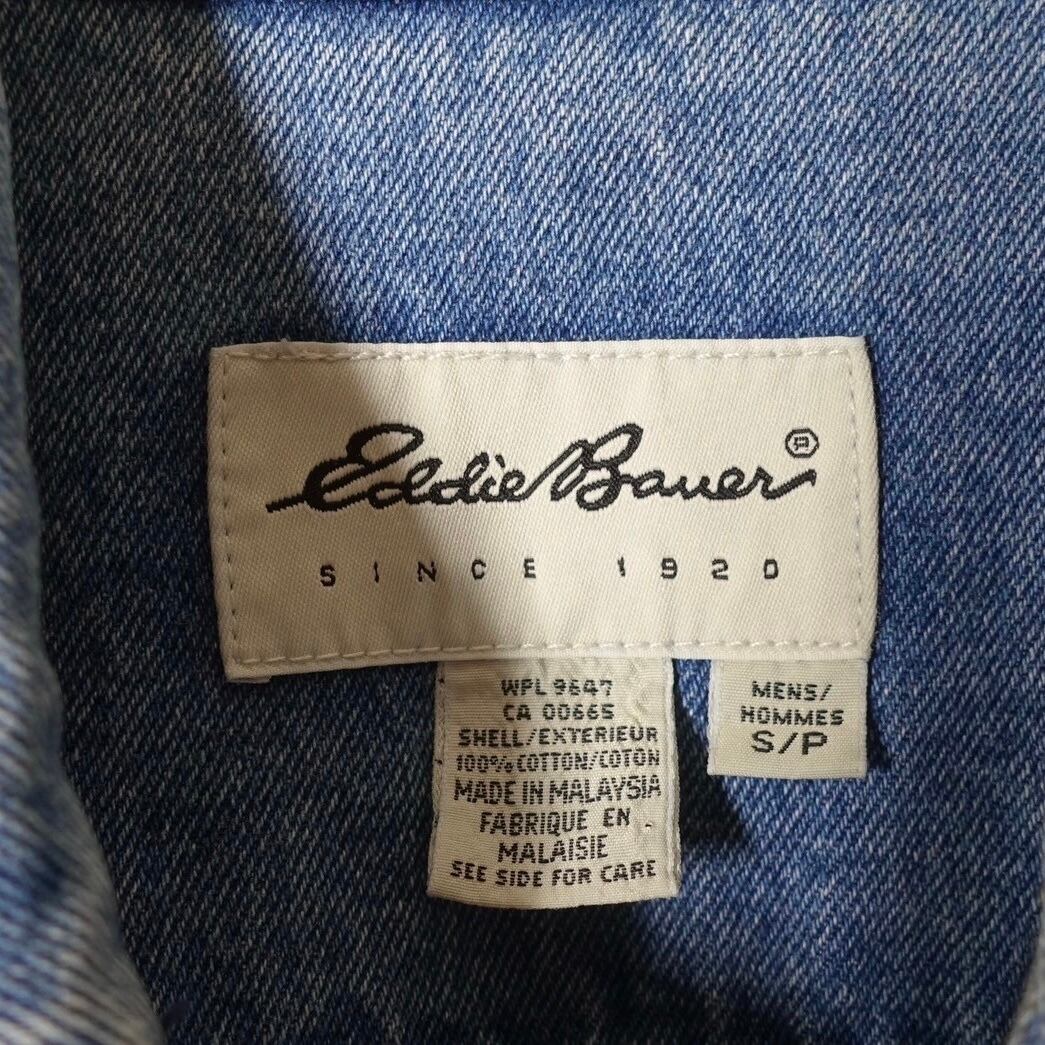 Eddie Bauer ®
SINCE 1920
WPL 9647
CA 00665
SHELL/EXTERIEUR
100% COTTON/COTON
MADE IN MALAYSIA
FABRIQUE EN
MALAISIE
SEE SIDE FOR CARE
MENS/
HOMMES
S/P